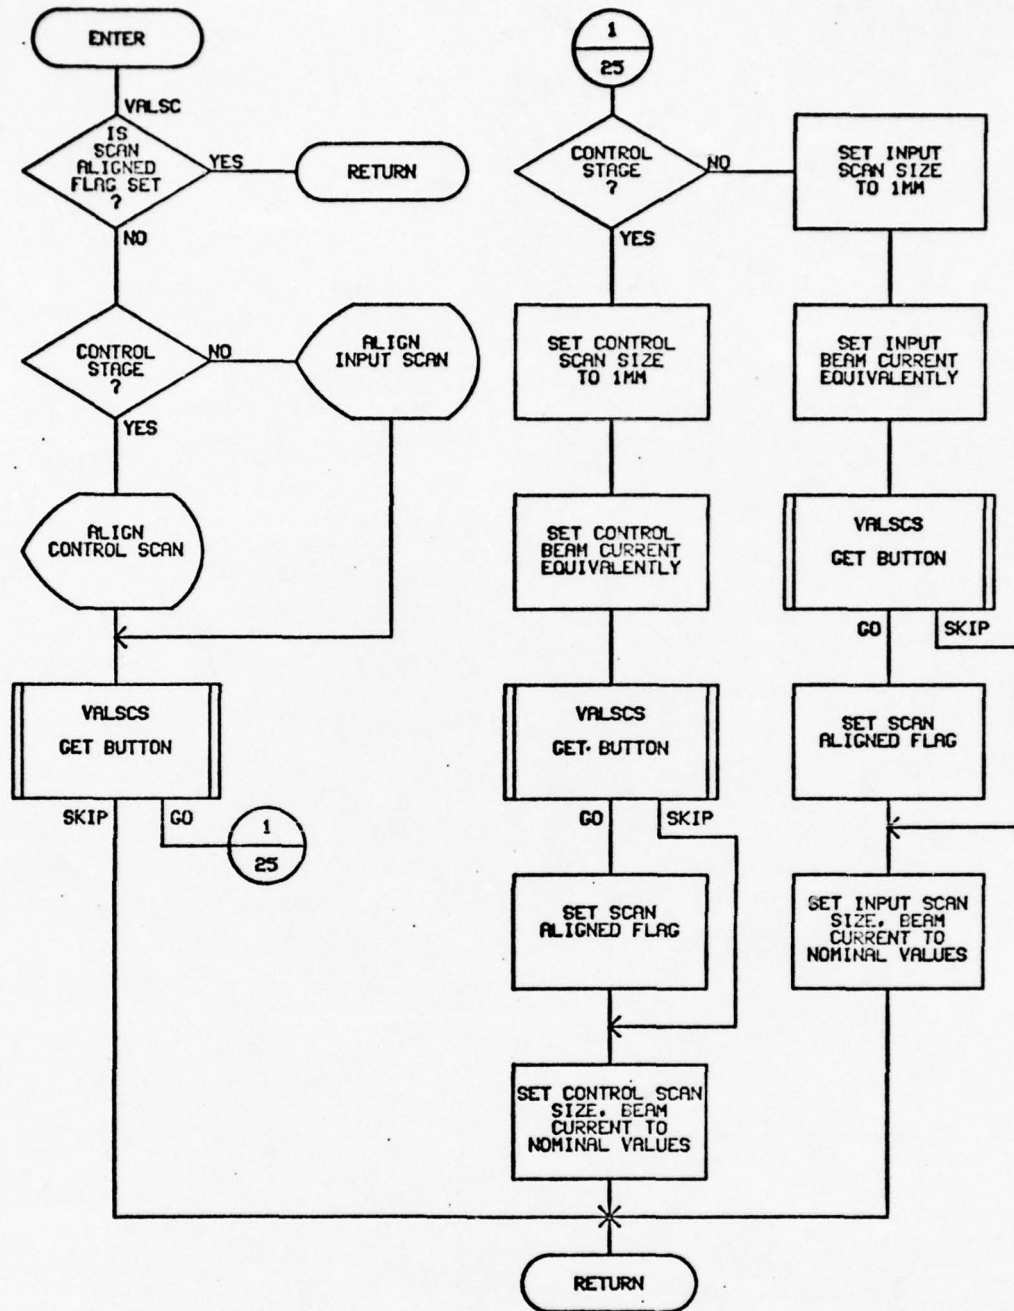 ENTER
VALSC
IS
SCAN
ALIGNED
FLAG SET
?
YES
RETURN
NO
CONTROL
STAGE
?
NO
ALIGN
INPUT SCAN
YES
ALIGN
CONTROL SCAN
VALSCS
GET BUTTON
SKIP
GO
1
25
1
25
CONTROL
STAGE
?
NO
YES
SET CONTROL
SCAN SIZE
TO 1MM
SET CONTROL
BEAM CURRENT
EQUIVALENTLY
VALSCS
GET. BUTTON
GO
SKIP
SET SCAN
ALIGNED FLAG
SET CONTROL SCAN
SIZE. BEAM
CURRENT TO
NOMINAL VALUES
RETURN
SET INPUT
SCAN SIZE
TO 1MM
SET INPUT
BEAM CURRENT
EQUIVALENTLY
VALSCS
GET BUTTON
GO
SKIP
SET SCAN
ALIGNED FLAG
SET INPUT SCAN
SIZE. BEAM
CURRENT TO
NOMINAL VALUES